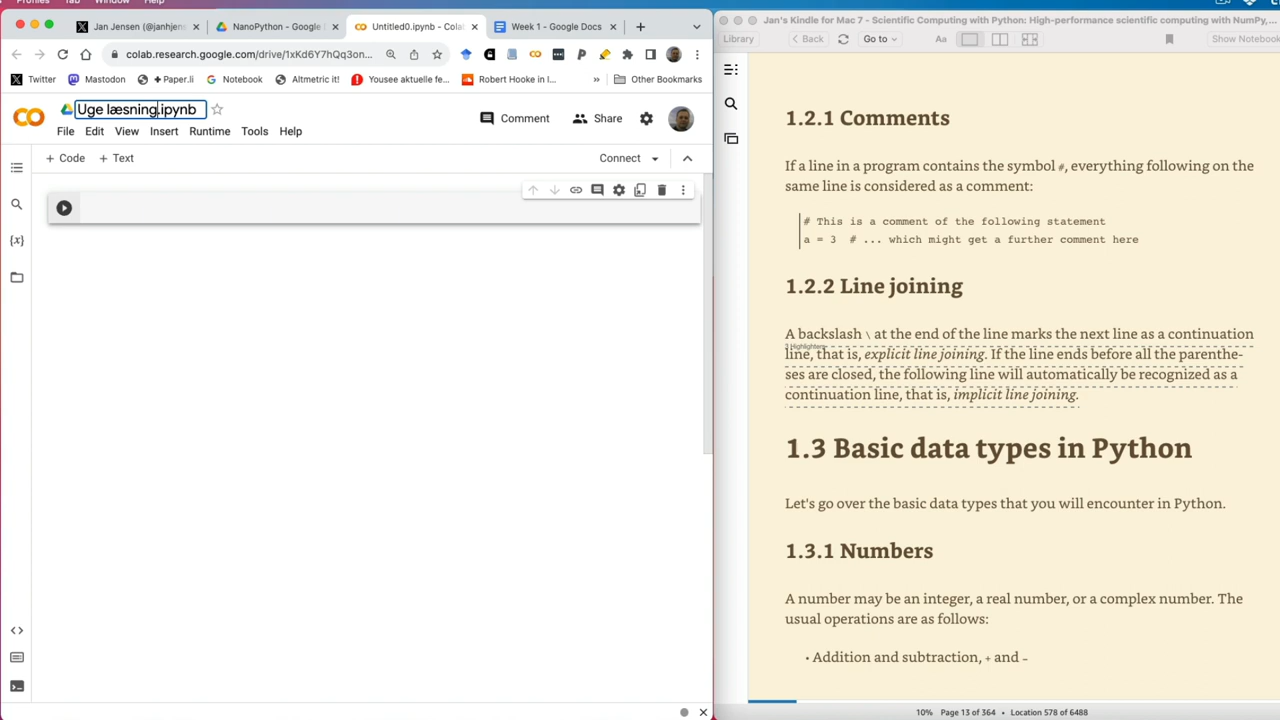 Profiles Tab Window Help
Jan Jensen (@janhjen
NanoPython - Google
Untitled0.ipynb - Colab
Week 1 - Google Docs
colab.research.google.com/drive/1xKd6Y7hQq3on...
Twitter Mastodon + Paper.li Notebook Altmetric it! Yousee aktuelle fe... Robert Hooke in I... » Other Bookmarks
Uge læsning.ipynb
File Edit View Insert Runtime Tools Help
Comment Share
+ Code + Text
Connect
Jan's Kindle for Mac 7 - Scientific Computing with Python: High-performance scientific computing with NumPy,...
Library Back Go to Aa Show Notebook
1.2.1 Comments
If a line in a program contains the symbol #, everything following on the
same line is considered as a comment:
# This is a comment of the following statement
a = 3 # ... which might get a further comment here
1.2.2 Line joining
A backslash \ at the end of the line marks the next line as a continuation
3 Highlighters
line, that is, explicit line joining. If the line ends before all the parenthe-
ses are closed, the following line will automatically be recognized as a
continuation line, that is, implicit line joining.
1.3 Basic data types in Python
Let's go over the basic data types that you will encounter in Python.
1.3.1 Numbers
A number may be an integer, a real number, or a complex number. The
usual operations are as follows:
• Addition and subtraction, + and -
10% Page 13 of 364 • Location 578 of 6488